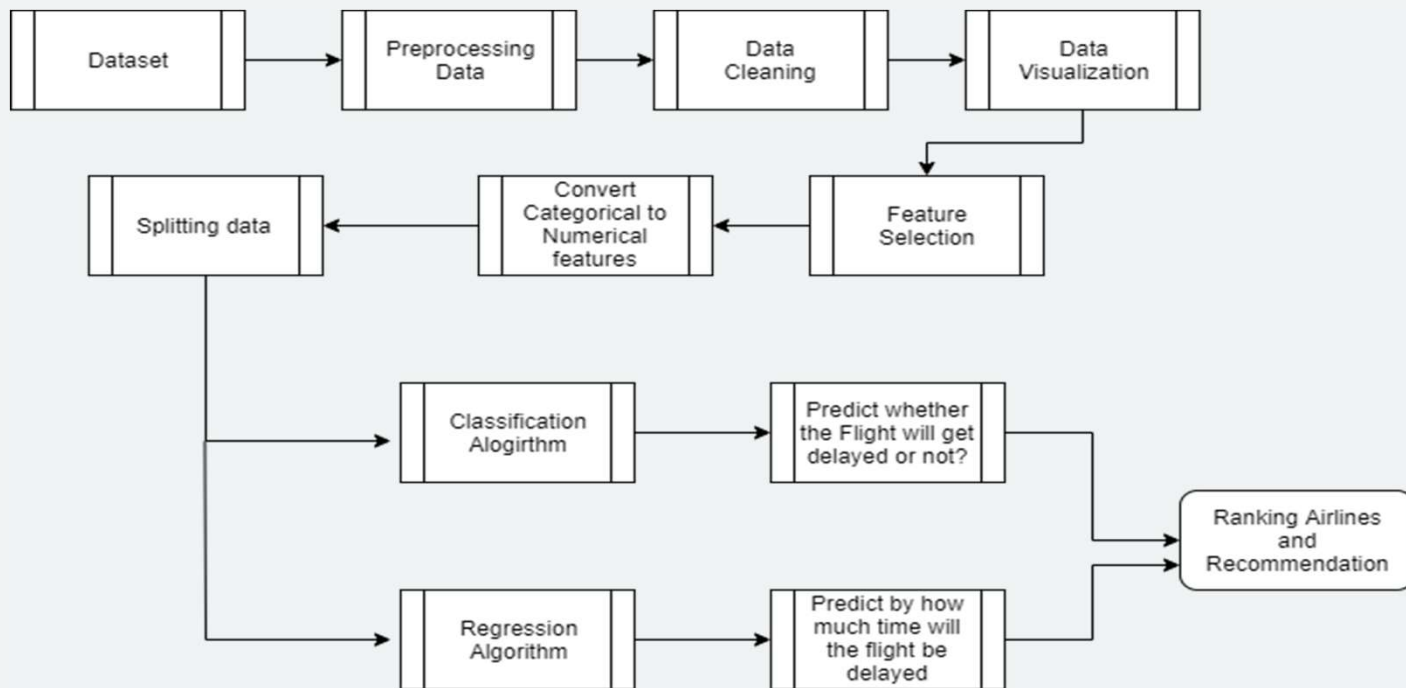 Dataset
Preprocessing
Data
Data
Cleaning
Data
Visualization
Splitting data
Convert
Categorical to
Numerical
features
Feature
Selection
Classification
Alogirthm
Predict whether
the Flight will get
delayed or not?
Ranking Airlines
and
Recommendation
Regression
Algorithm
Predict by how
much time will
the flight be
delayed